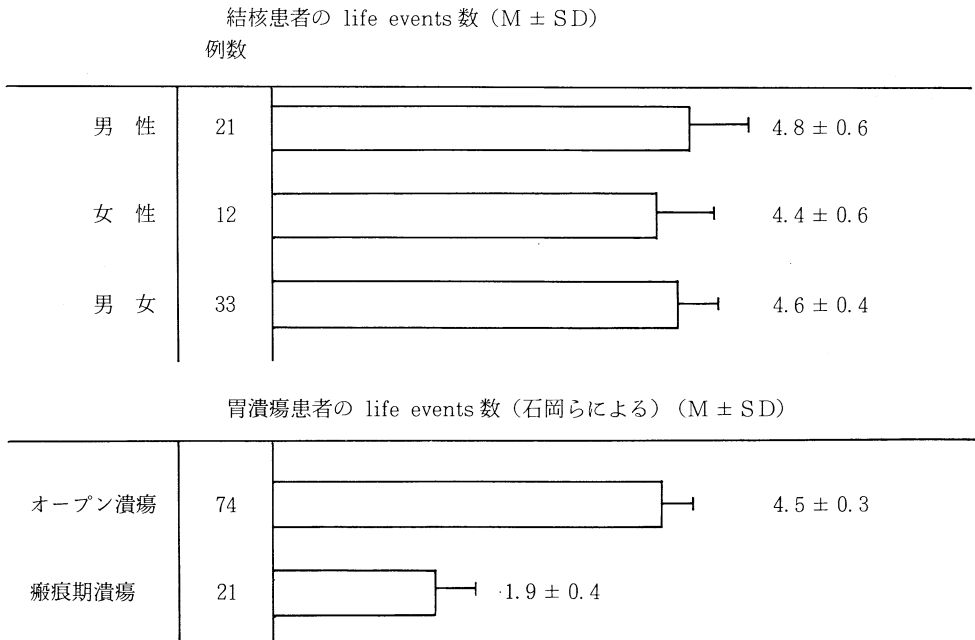 結核患者の life events 数（M ± SD）
例数
男 性 21 4.8 ± 0.6
女 性 12 4.4 ± 0.6
男 女 33 4.6 ± 0.4
胃潰瘍患者の life events 数（石岡らによる）（M ± SD）
オープン潰瘍 74 4.5 ± 0.3
瘢痕期潰瘍 21 1.9 ± 0.4